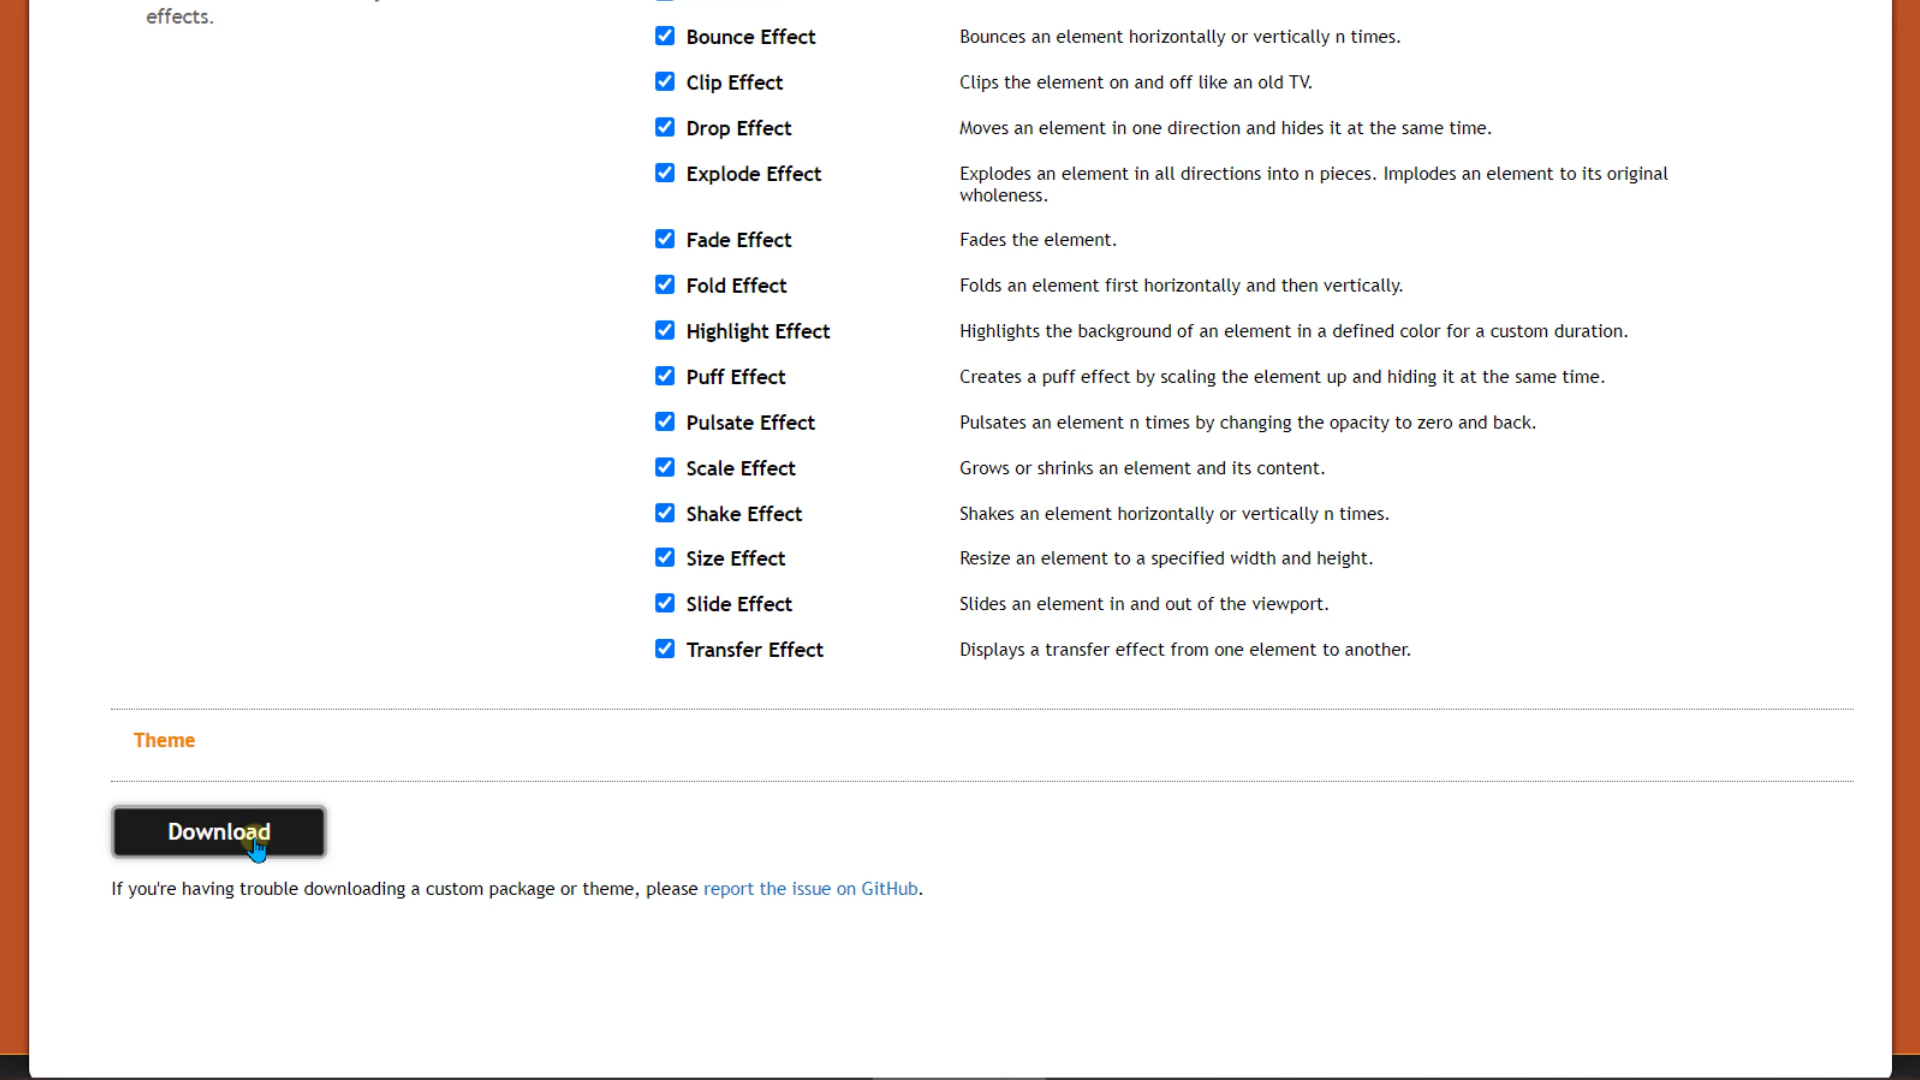 effects.
Bounce Effect Bounces an element horizontally or vertically n times.
Clip Effect Clips the element on and off like an old TV.
Drop Effect Moves an element in one direction and hides it at the same time.
Explode Effect Explodes an element in all directions into n pieces. Implodes an element to its original
wholeness.
Fade Effect Fades the element.
Fold Effect Folds an element first horizontally and then vertically.
Highlight Effect Highlights the background of an element in a defined color for a custom duration.
Puff Effect Creates a puff effect by scaling the element up and hiding it at the same time.
Pulsate Effect Pulsates an element n times by changing the opacity to zero and back.
Scale Effect Grows or shrinks an element and its content.
Shake Effect Shakes an element horizontally or vertically n times.
Size Effect Resize an element to a specified width and height.
Slide Effect Slides an element in and out of the viewport.
Transfer Effect Displays a transfer effect from one element to another.
Theme
Download
If you're having trouble downloading a custom package or theme, please report the issue on GitHub.